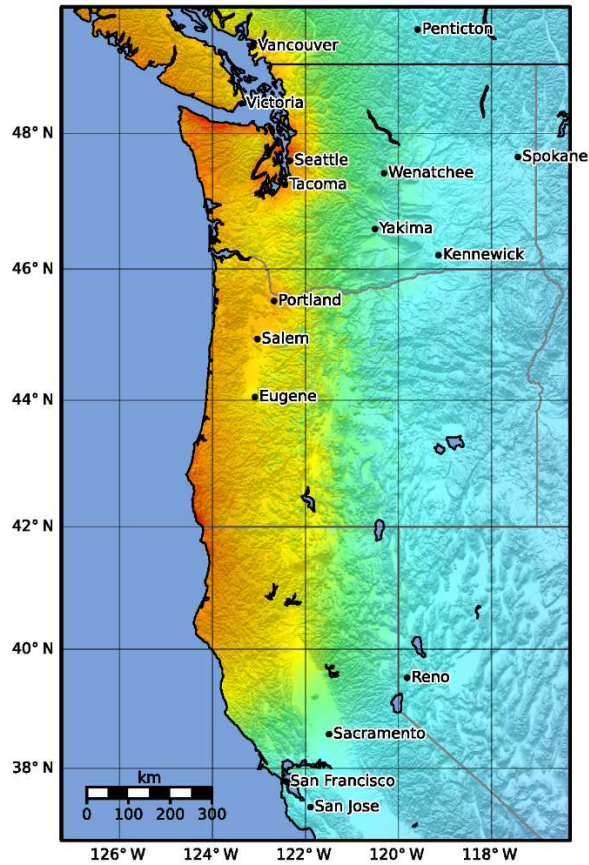 Penticton
Vancouver
Victoria
48° N
Seattle
Spokane
Wenatchee
Tacoma
Yakima
Kennewick
46° N
Portland
Salem
Eugene
44° N
42° N
40° N
Reno
Sacramento
38° N
km
San Francisco
0 100 200 300
San Jose
126° W 124° W 122° W 120° W 118° W